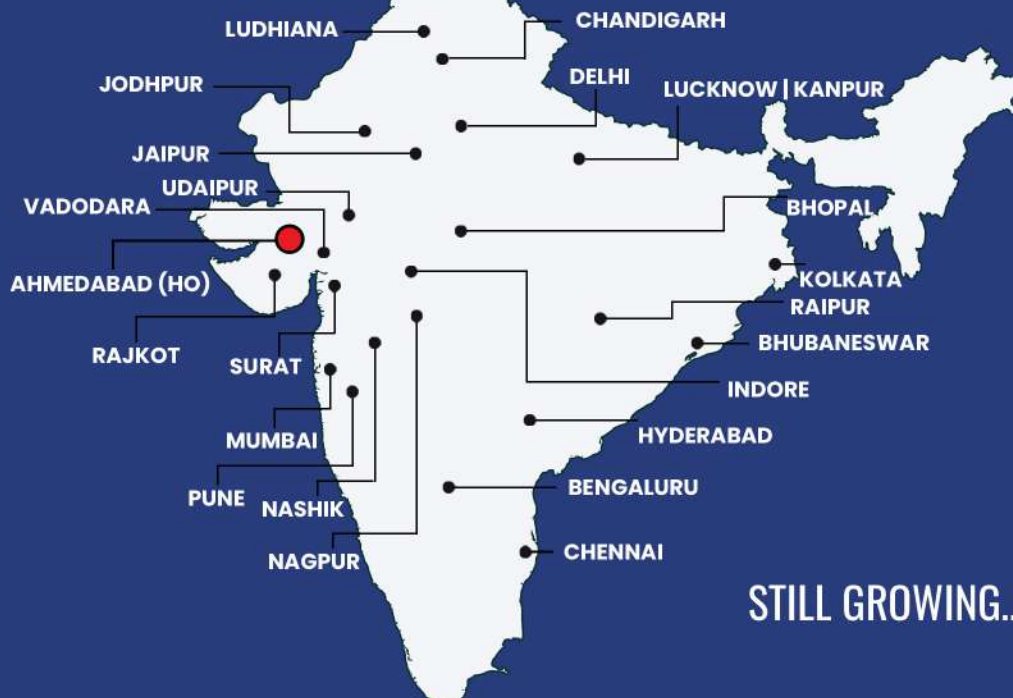 LUDHIANA
CHANDIGARH
JODHPUR
DELHI
LUCKNOW | KANPUR
JAIPUR
UDAIPUR
VADODARA
BHOPAL
AHMEDABAD (HO)
KOLKATA
RAIPUR
RAJKOT
SURAT
BHUBANESWAR
INDORE
MUMBAI
HYDERABAD
PUNE
NASHIK
BENGALURU
NAGPUR
CHENNAI
STILL GROWING..